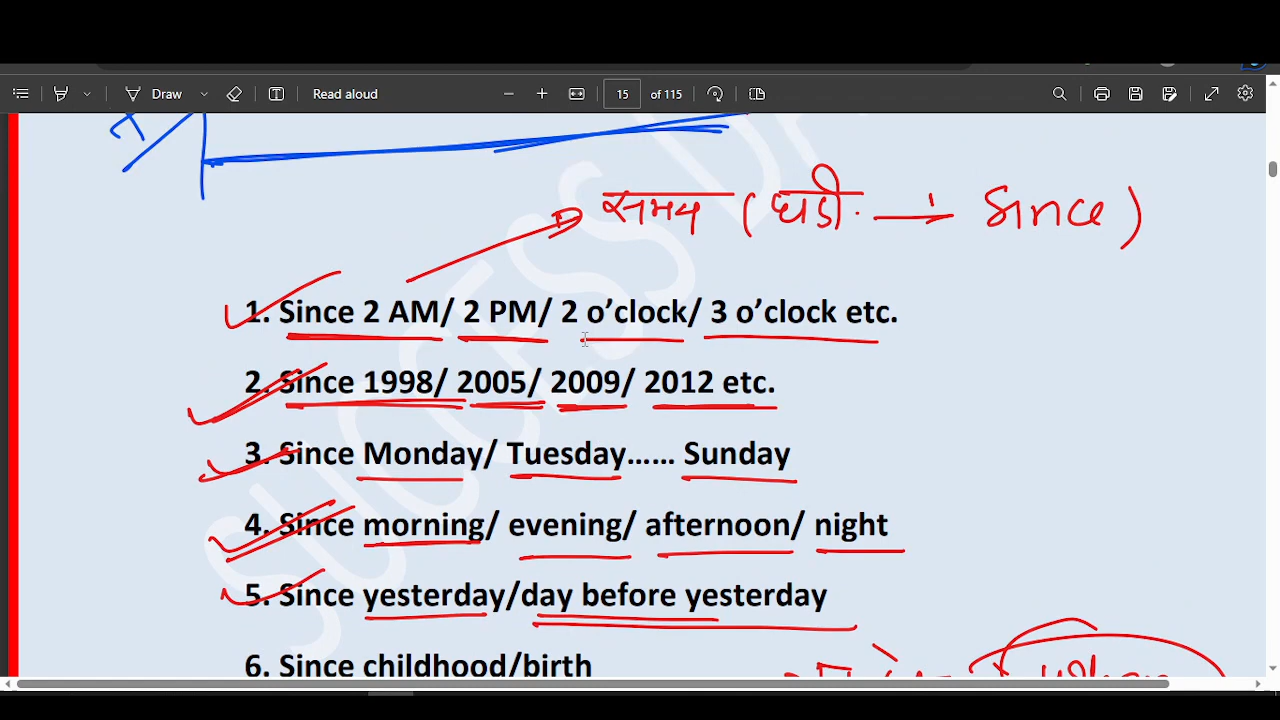 Draw
Read aloud
15 of 115
समय (घडी → Since)
1. Since 2 AM/ 2 PM/ 2 o’clock/ 3 o’clock etc.
2. Since 1998/ 2005/ 2009/ 2012 etc.
3. Since Monday/ Tuesday…… Sunday
4. Since morning/ evening/ afternoon/ night
5. Since yesterday/day before yesterday
6. Since childhood/birth